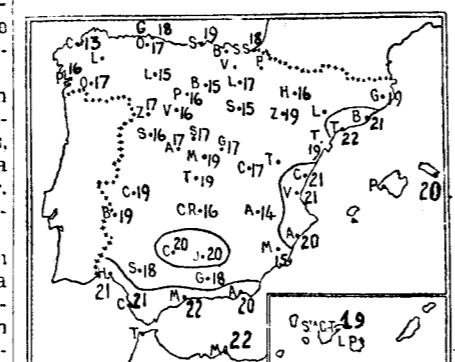 G 18
C·13 O·17 S·19 B· SS 18
L· V· P
16
P O·17 L·15 B·15 L·17 H·16 G·19
P·16
Z·17 V·16 S·15 Z·19 L· B·21
S·16 S·17 T 22
A 17 M·19 G 17 T 19
C·17 T·
T·19 C·21
C·19 V·21 P 20
B·19 CR·16 A·14
C·20 J·20 A·20
M·15
H 21 S·18 G·18
C·21 M·22 A·20
T· 19
S·C·T· LP·
M·22